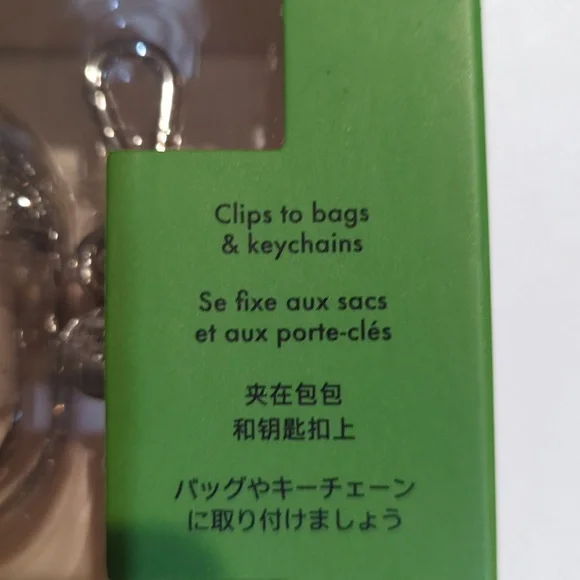 Clips to bags
& keychains
Se fixe aux sacs
et aux porte-clés
夹在包包
和钥匙扣上
バッグやキーチェーン
に取り付けましょう